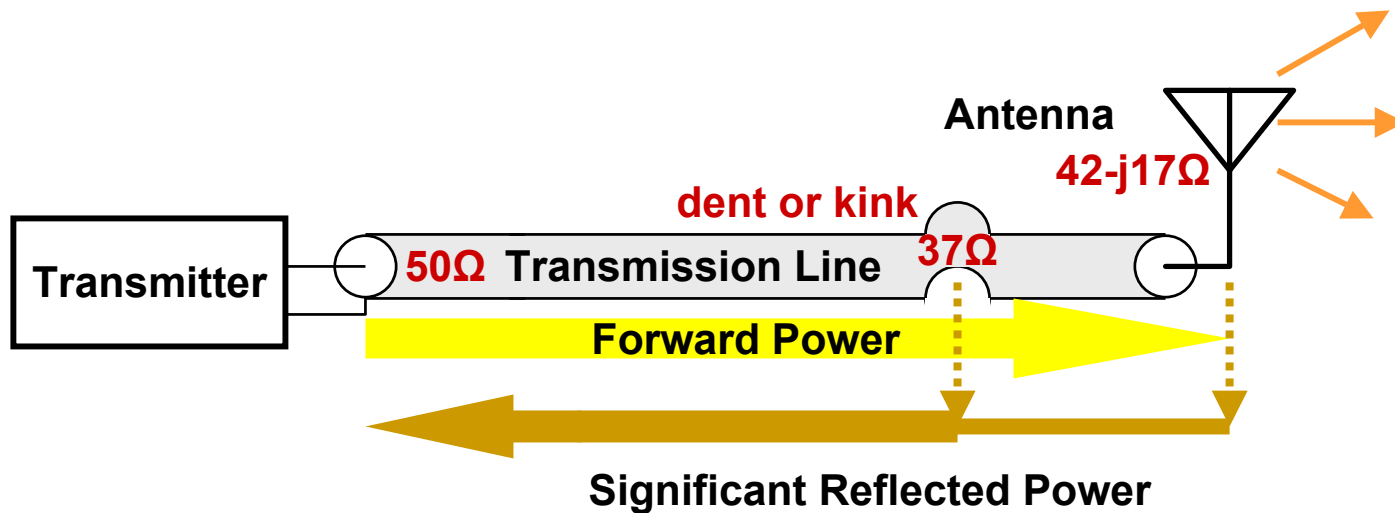 Antenna
42-j17Ω
dent or kink
37Ω
Transmitter
50Ω Transmission Line
Forward Power
Significant Reflected Power